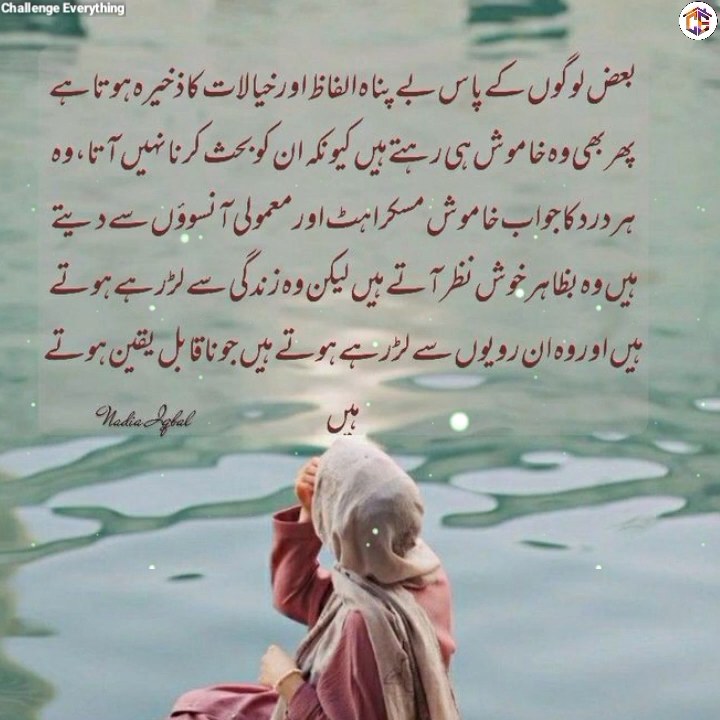 Challenge Everything
بعض لوگوں کے پاس بے پناہ الفاظ اور خیالات کا ذخیرہ ہوتا ہے
پھر بھی وہ خاموش ہی رہتے ہیں کیونکہ ان کو بحث کرنا نہیں آتا، وہ
ہر درد کا جواب خاموش مسکراہٹ اور معمولی آنسوؤں سے دیتے
ہیں وہ بظاہر خوش نظر آتے ہیں لیکن وہ زندگی سے لڑ رہے ہوتے
ہیں اور وہ ان رویوں سے لڑ رہے ہوتے ہیں جو ناقابل یقین ہوتے
ہیں
Nadia Iqbal